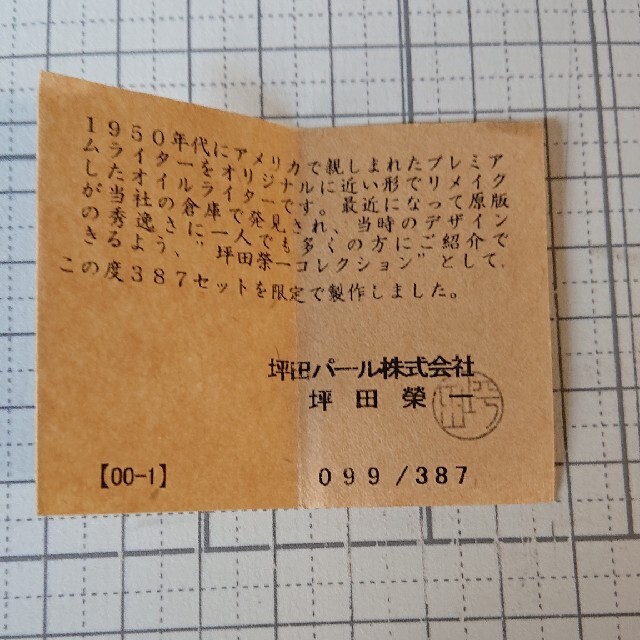 1950年代にアメリカで親しまれたプレミア
ムライターをオリジナルに近い形でリメイク
したオイルライターです。最近になって原版
が当社の倉庫で発見され、当時のデザイン
の秀逸さに一人でも多くの方にご紹介で
きるよう、"坪田榮一コレクション"として、
この度387セットを限定で製作しました。
坪田パール株式会社
坪田榮一
【00-1】
099/387